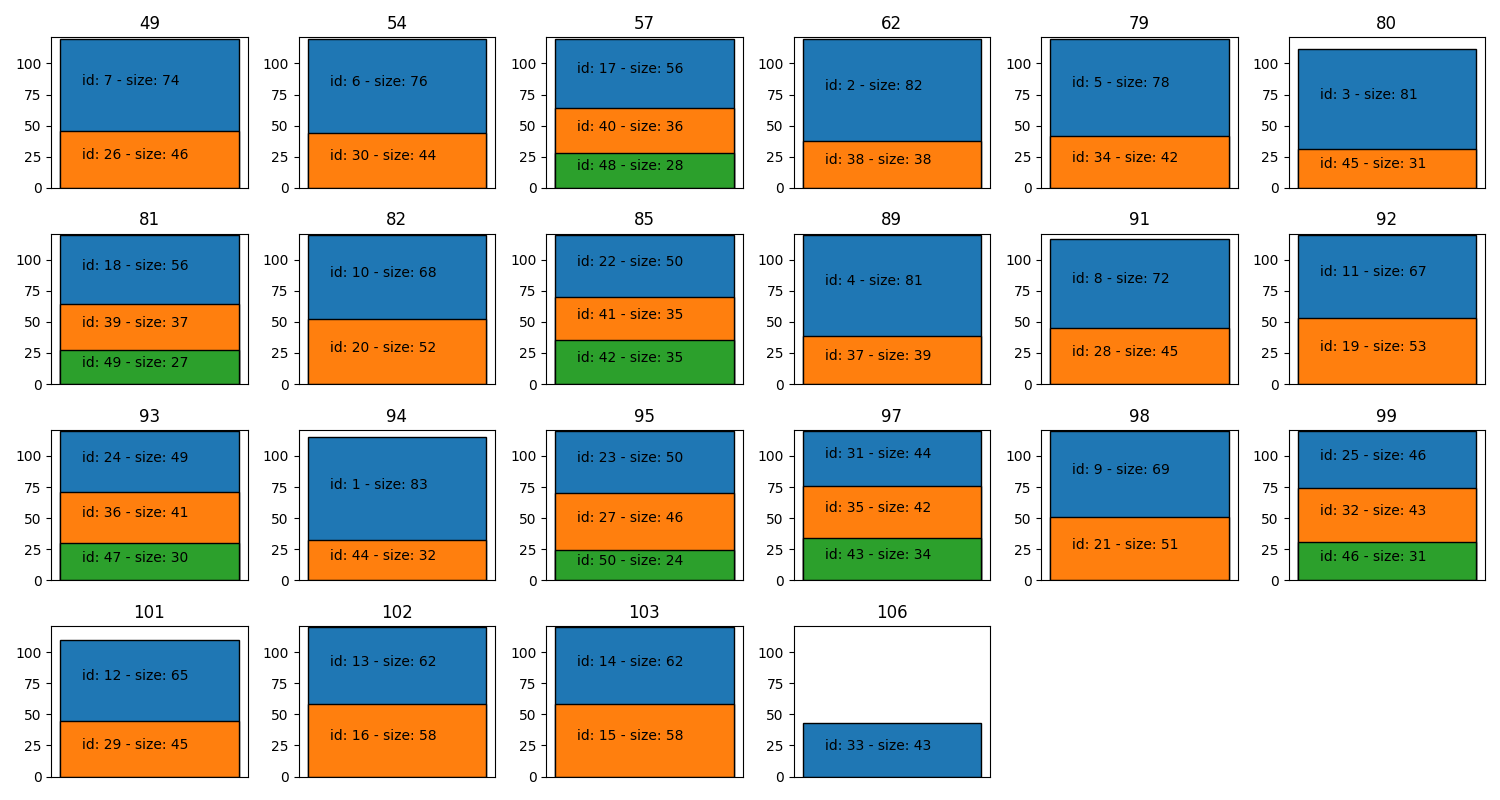 49
54
57
62
79
80
100
75
50
25
0
id: 7 - size: 74
id: 26 - size: 46
100
75
50
25
0
id: 6 - size: 76
id: 30 - size: 44
100
75
50
25
0
id: 17 - size: 56
id: 40 - size: 36
id: 48 - size: 28
100
75
50
25
0
id: 2 - size: 82
id: 38 - size: 38
100
75
50
25
0
id: 5 - size: 78
id: 34 - size: 42
100
75
50
25
0
id: 3 - size: 81
id: 45 - size: 31
81
82
85
89
91
92
100
75
50
25
0
id: 18 - size: 56
id: 39 - size: 37
id: 49 - size: 27
100
75
50
25
0
id: 10 - size: 68
id: 20 - size: 52
100
75
50
25
0
id: 22 - size: 50
id: 41 - size: 35
id: 42 - size: 35
100
75
50
25
0
id: 4 - size: 81
id: 37 - size: 39
100
75
50
25
0
id: 8 - size: 72
id: 28 - size: 45
100
75
50
25
0
id: 11 - size: 67
id: 19 - size: 53
93
94
95
97
98
99
100
75
50
25
0
id: 24 - size: 49
id: 36 - size: 41
id: 47 - size: 30
100
75
50
25
0
id: 1 - size: 83
id: 44 - size: 32
100
75
50
25
0
id: 23 - size: 50
id: 27 - size: 46
id: 50 - size: 24
100
75
50
25
0
id: 31 - size: 44
id: 35 - size: 42
id: 43 - size: 34
100
75
50
25
0
id: 9 - size: 69
id: 21 - size: 51
100
75
50
25
0
id: 25 - size: 46
id: 32 - size: 43
id: 46 - size: 31
101
102
103
106
100
75
50
25
0
id: 12 - size: 65
id: 29 - size: 45
100
75
50
25
0
id: 13 - size: 62
id: 16 - size: 58
100
75
50
25
0
id: 14 - size: 62
id: 15 - size: 58
100
75
50
25
0
id: 33 - size: 43